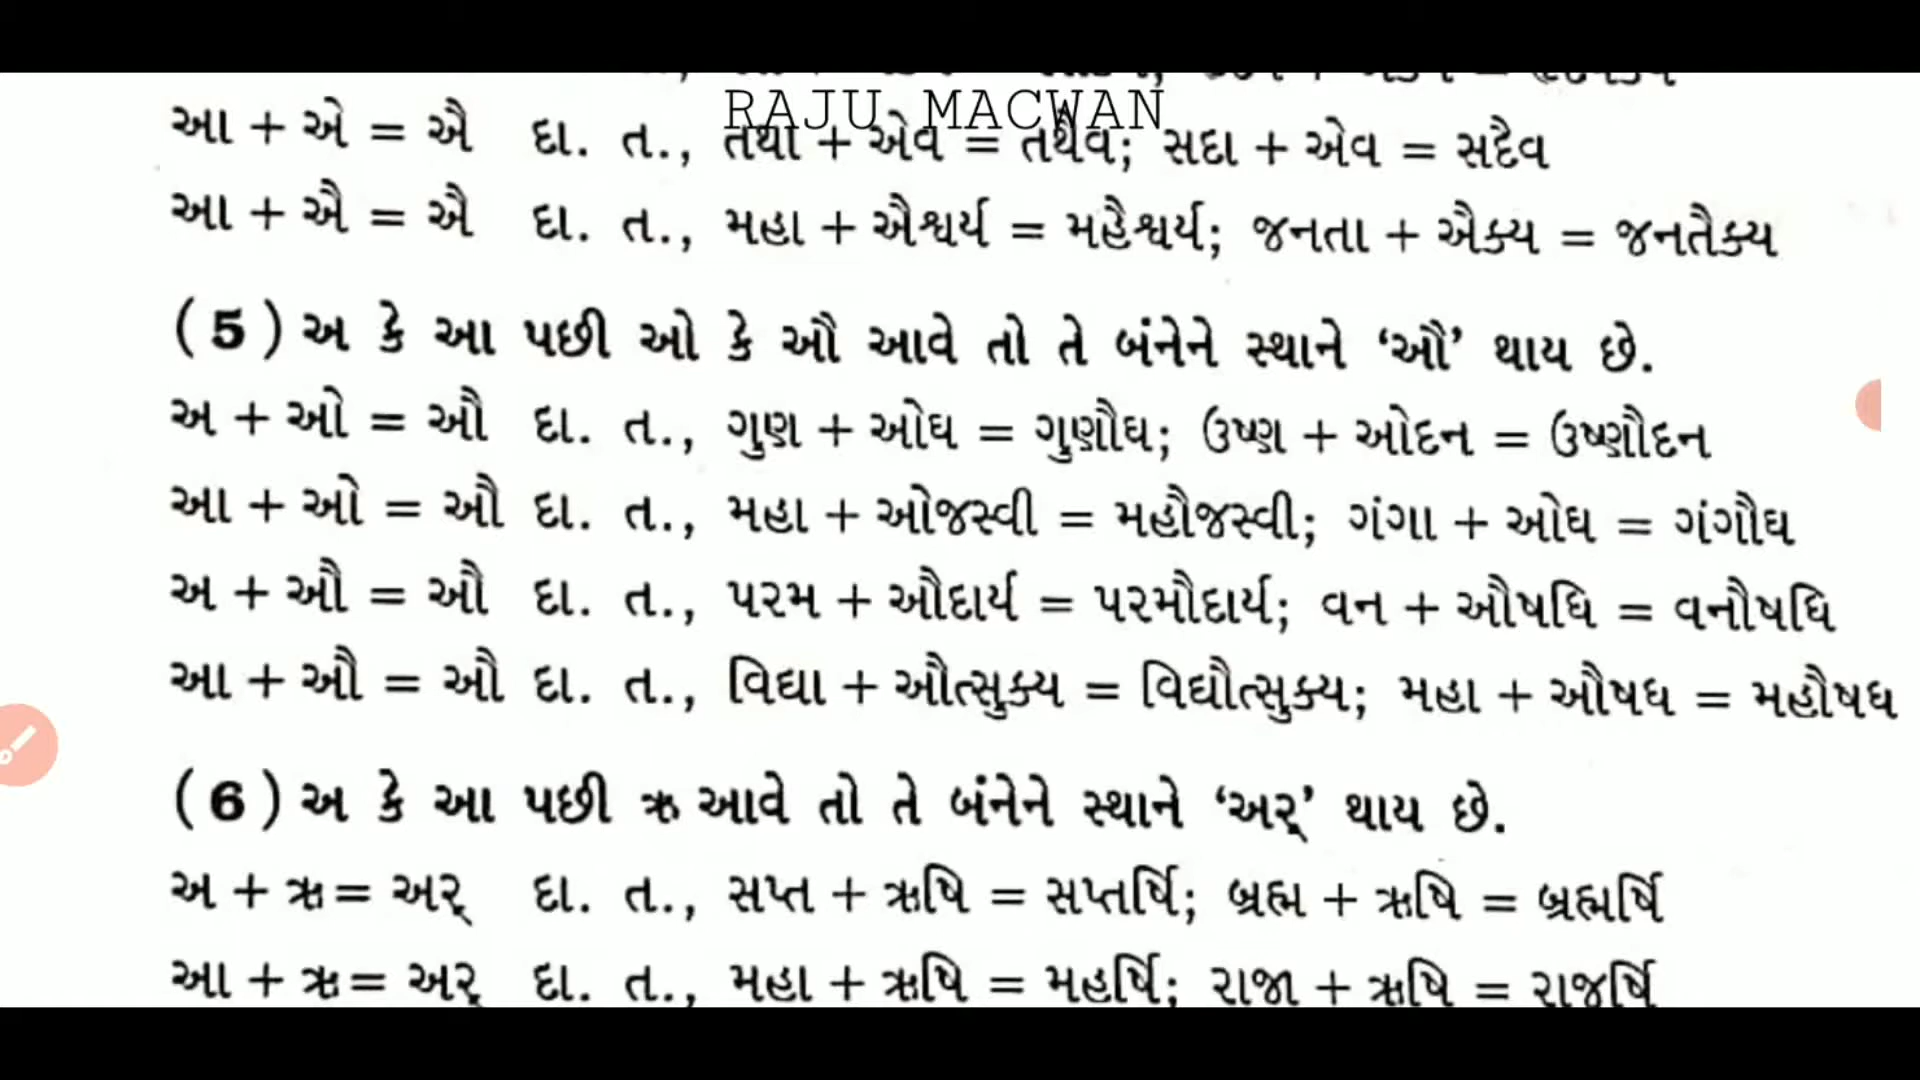 RAJU MACWAN
આ + એ = ઐ દા. ત., તથા + એવ = તથૈવ; સદા + એવ = સદૈવ
આ + ઐ = ઐ દા. ત., મહા + ઐશ્વર્ય = મહૈશ્વર્ય; જનતા + ઐક્ય = જનતૈક્ય
(5) અ કે આ પછી ઓ કે ઔ આવે તો તે બંનેને સ્થાને ‘ઔ’ થાય છે.
અ + ઓ = ઔ દા. ત., ગુણ + ઓઘ = ગુણૌઘ; ઉષ્ણ + ઓદન = ઉષ્ણૌદન
આ + ઓ = ઔ દા. ત., મહા + ઓજસ્વી = મહૌજસ્વી; ગંગા + ઓઘ = ગંગૌઘ
અ + ઔ = ઔ દા. ત., પરમ + ઔદાર્ય = પરમૌદાર્ય; વન + ઔષધિ = વનૌષધિ
આ + ઔ = ઔ દા. ત., વિદ્યા + ઔત્સુક્ય = વિદ્યૌત્સુક્ય; મહા + ઔષધ = મહૌષધ
(6) અ કે આ પછી ઋ આવે તો તે બંનેને સ્થાને ‘અર્’ થાય છે.
અ + ઋ = અર્ દા. ત., સપ્ત + ઋષિ = સપ્તર્ષિ; બ્રહ્મ + ઋષિ = બ્રહ્મર્ષિ
આ + ઋ = અર્ દા. ત., મહા + ઋષિ = મહર્ષિ; રાજા + ઋષિ = રાજર્ષિ